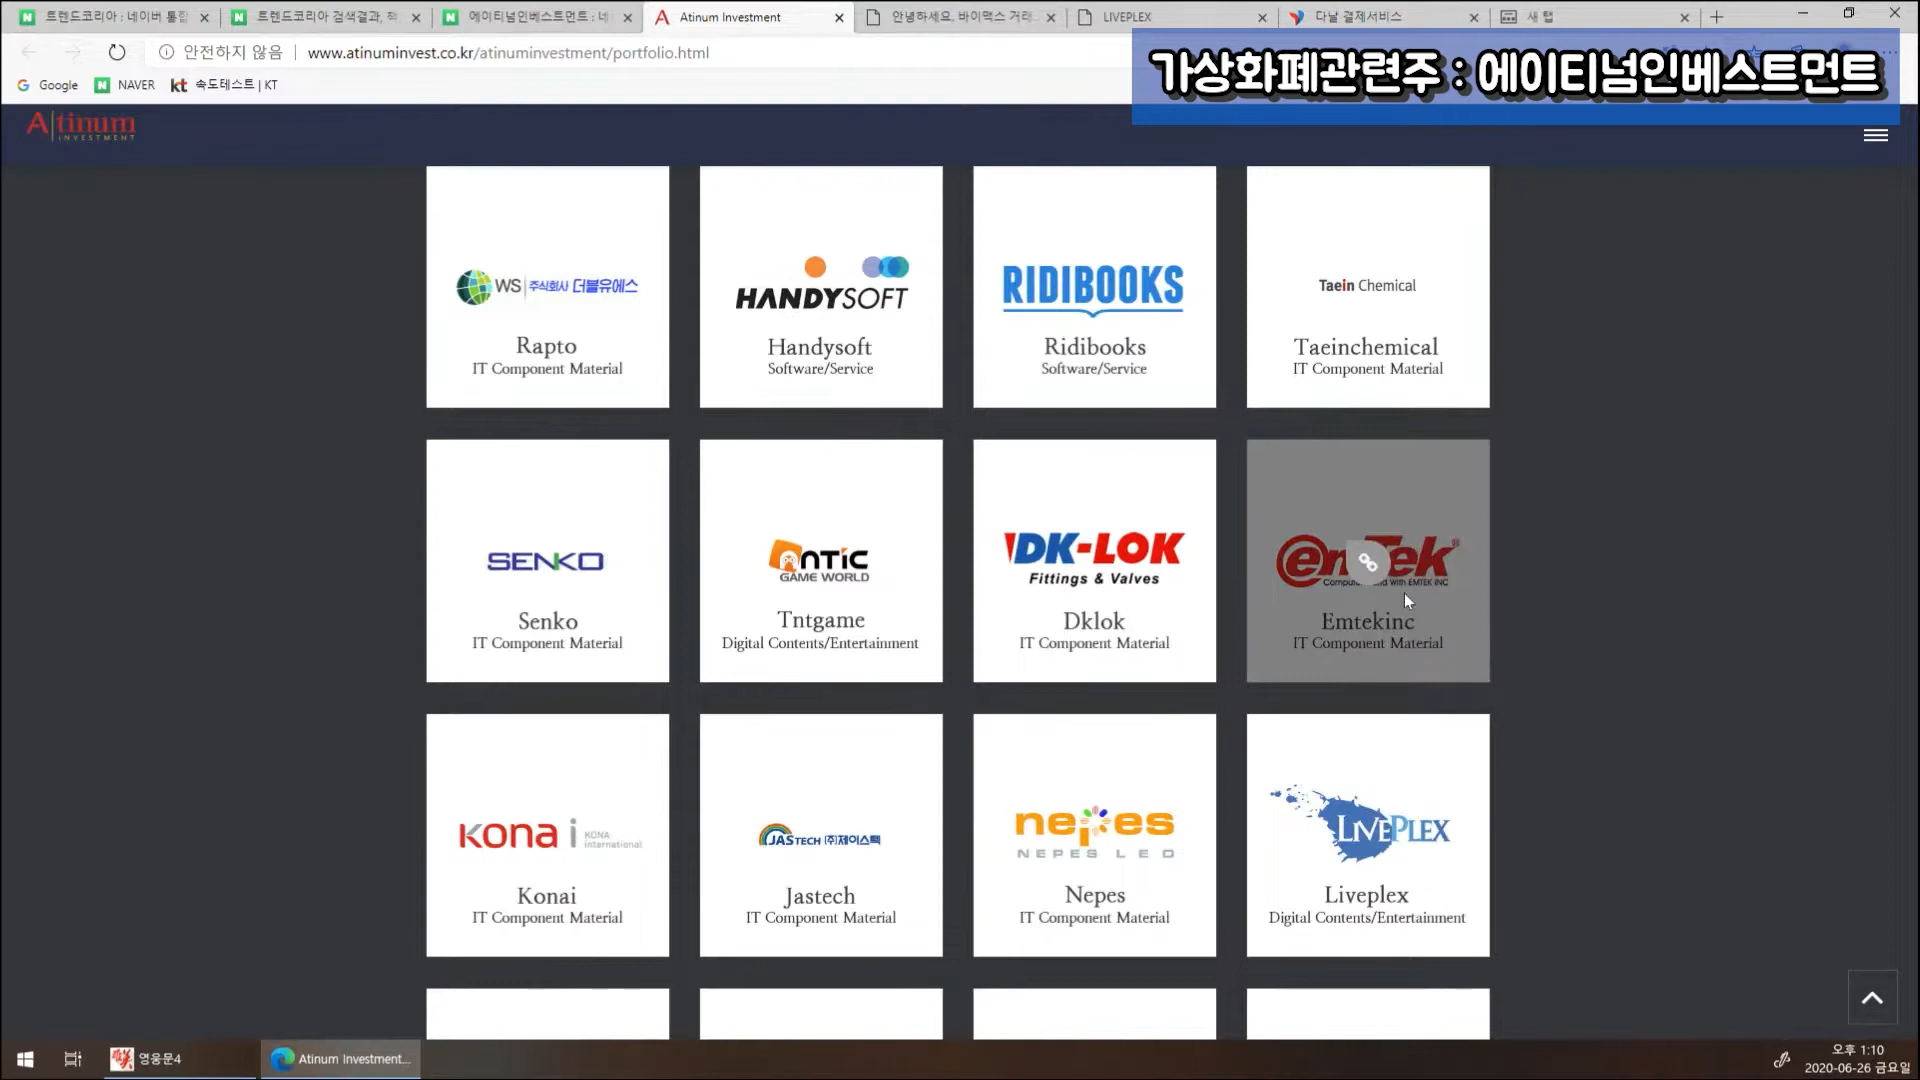 트렌드코리아 : 네이버 통합
트렌드코리아 검색결과, 책
에이티넘인베스트먼트 : 네
Atinum Investment
안녕하세요, 바이맥스 거래
LIVEPLEX
다날 결제서비스
새 탭
안전하지 않음
www.atinuminvest.co.kr/atinuminvestment/portfolio.html
가상화폐관련주 : 에이티넘인베스트먼트
Google
NAVER
kt 속도테스트 | KT
A|tinum
INVESTMENT
WS 주식회사 더블유에스
Rapto
IT Component Material
HANDYSOFT
Handysoft
Software/Service
RIDIBOOKS
Ridibooks
Software/Service
Taein Chemical
Taeinchemical
IT Component Material
SENKO
Senko
IT Component Material
ANTIC
GAME WORLD
Tntgame
Digital Contents/Entertainment
DK-LOK
Fittings & Valves
Dklok
IT Component Material
with EMTEK INC
Emtekinc
IT Component Material
KONA i
KONA
international
Konai
IT Component Material
JASTECH (주)제이스텍
Jastech
IT Component Material
nepes
NEPES LED
Nepes
IT Component Material
LIVEPLEX
Liveplex
Digital Contents/Entertainment
영웅문4
Atinum Investment...
오후 1:10
2020-06-26 금요일